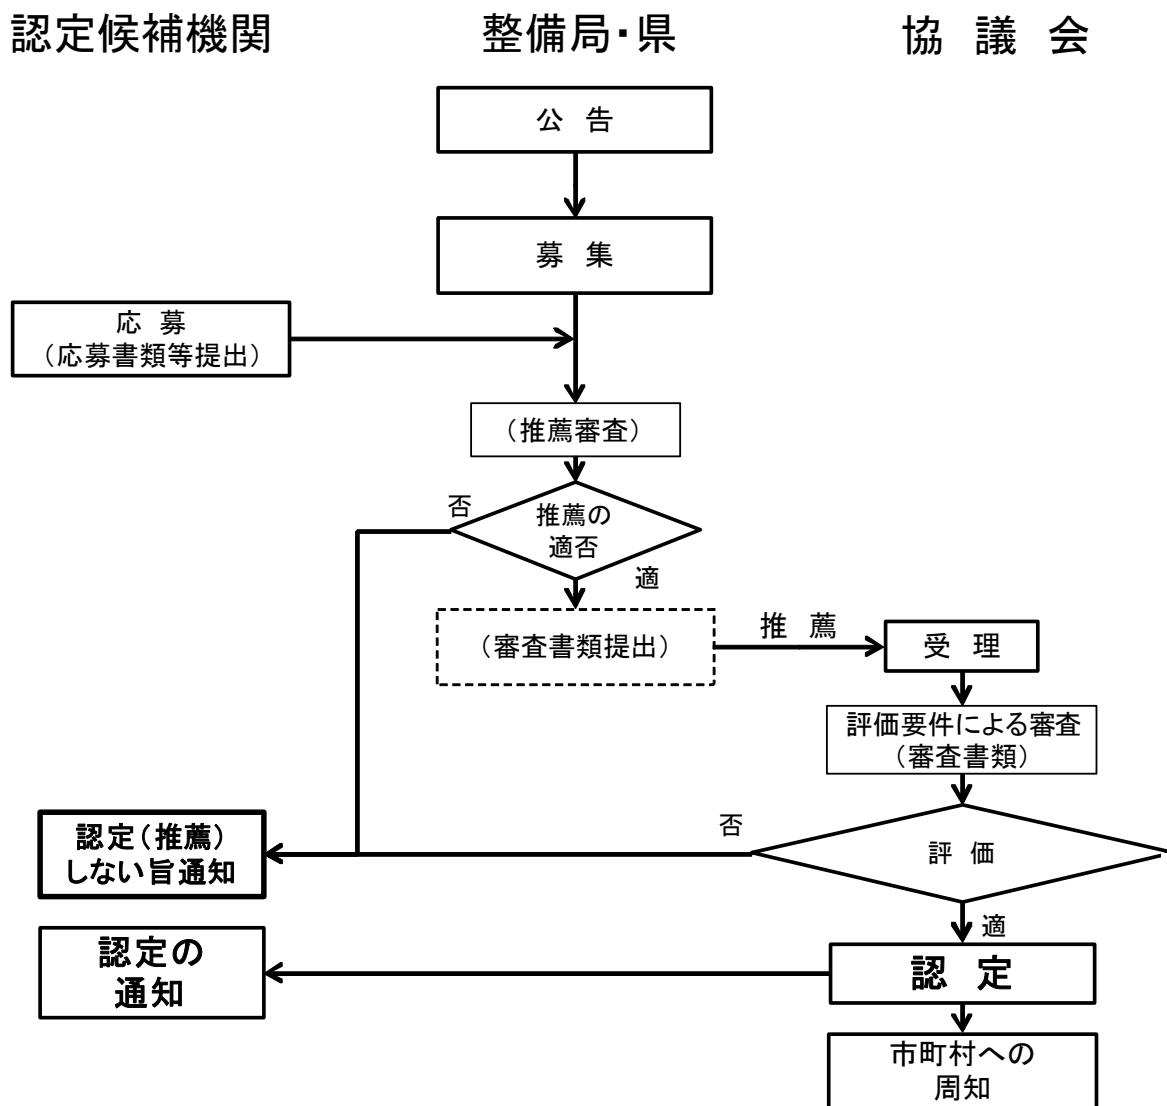 認定候補機関
整備局・県
協 議 会
公 告
募 集
応 募
（応募書類等提出）
（推薦審査）
否
推薦の
適否
適
（審査書類提出）
推 薦
受 理
評価要件による審査
（審査書類）
否
評 価
認定（推薦）
しない旨通知
適
認定の
通知
認 定
市町村への
周知